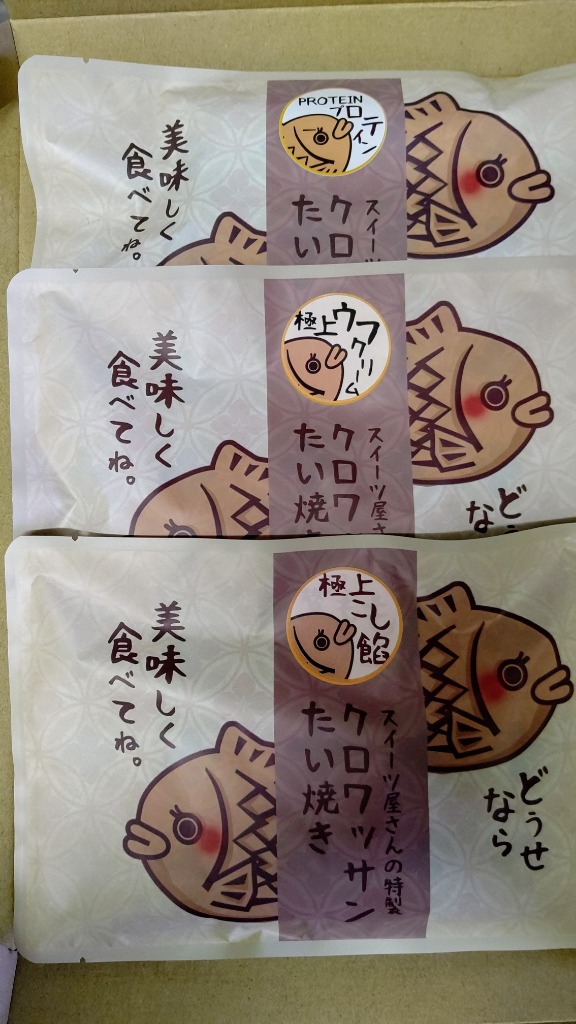 PROTEIN
プロテイン
スイーツ
クロ
たい
美味しく
食べてね。
極上ウフクリーム
スイーツ屋さ
クロワ
たい焼き
美味しく
食べてね。
どう
な
極上
こし
餡
スイーツ屋さんの特製
クロワッサン
たい焼き
美味しく
食べてね。
どうせ
なら